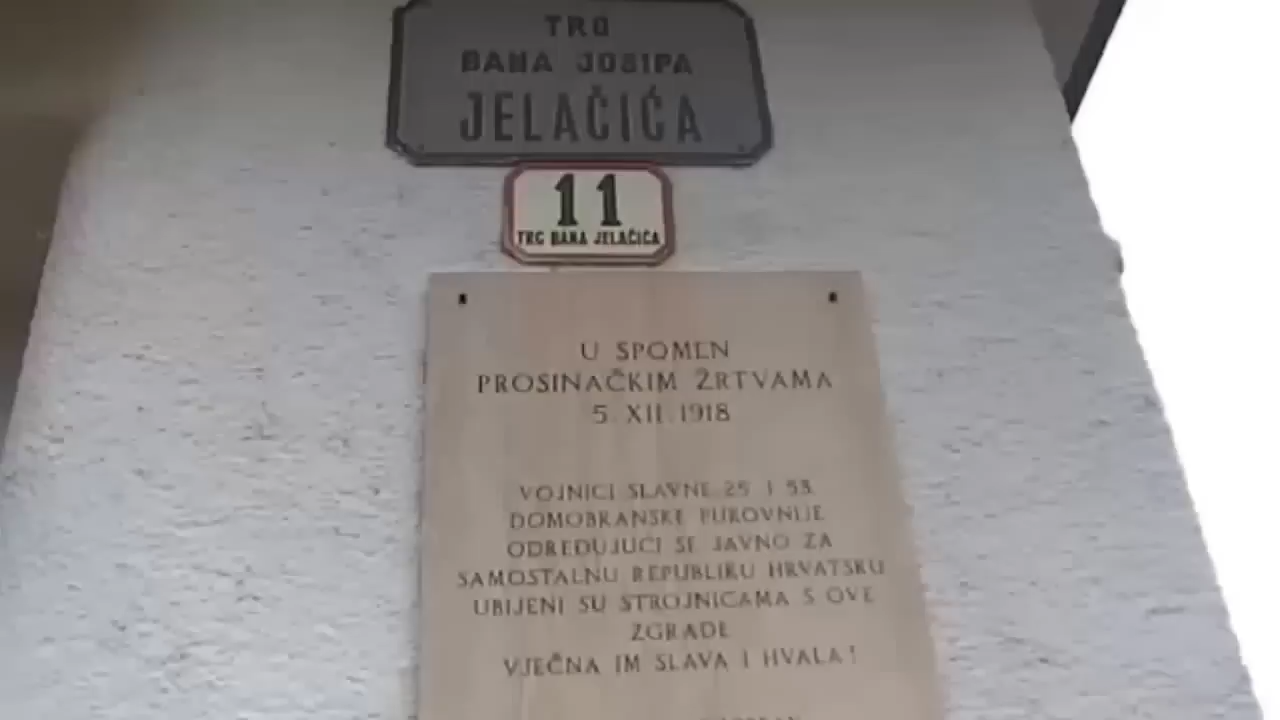 TRG
BANA JOSIPA
JELAČIĆA
11
TRG BANA JELAČIĆA
U SPOMEN
PROSINAČKIM ŽRTVAMA
5. XII. 1918
VOJNICI SLAVNE 25. I 53.
DOMOBRANSKE PUKOVNIJE
ODREĐUJUĆI SE JAVNO ZA
SAMOSTALNU REPUBLIKU HRVATSKU
UBIJENI SU STROJNICAMA S OVE
ZGRADE
VJEČNA IM SLAVA I HVALA!